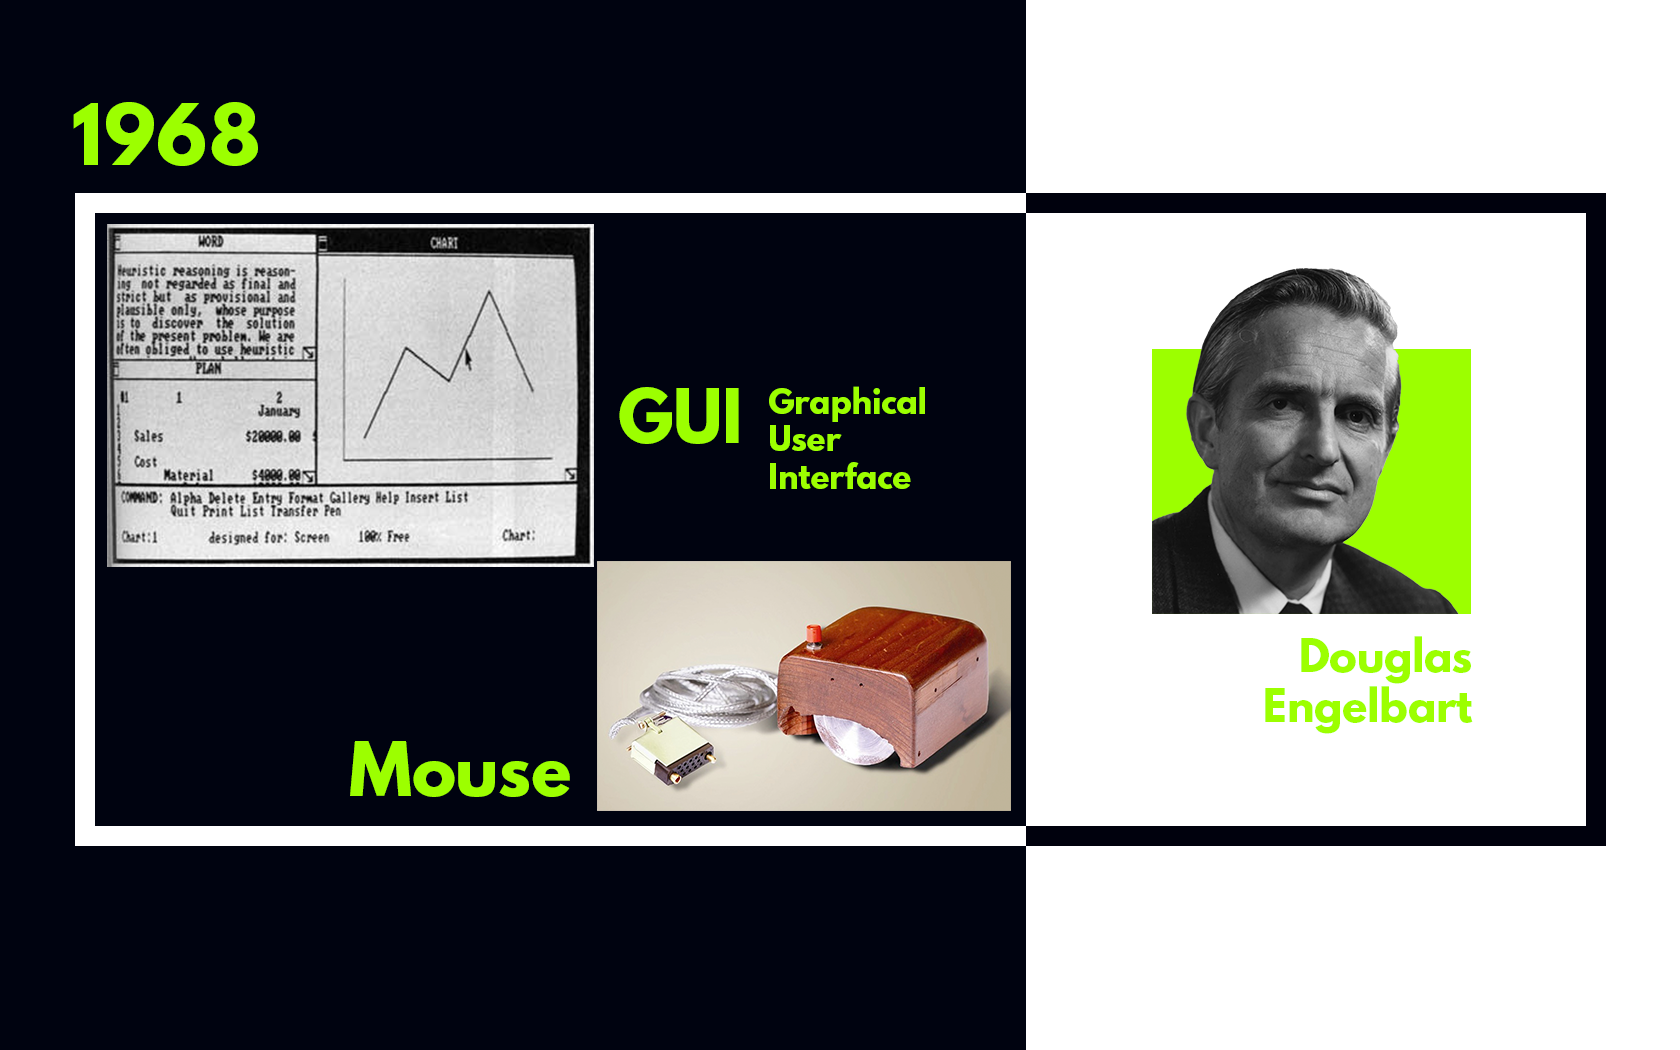 1968
WORD
Heuristic reasoning is reason-
ing not regarded as final and
strict but as provisional and
plausible only, whose purpose
is to discover the solution
of the present problem. We are
often obliged to use heuristic
PLAN
#1 1 2
January
Sales $20000.00
Cost
Material $4000.00
CHART
COMMAND: Alpha Delete Entry Format Gallery Help Insert List
Quit Print List Transfer Pen
Chart:1 designed for: Screen 100% Free Chart:
GUI
Graphical
User
Interface
Mouse
Douglas
Engelbart